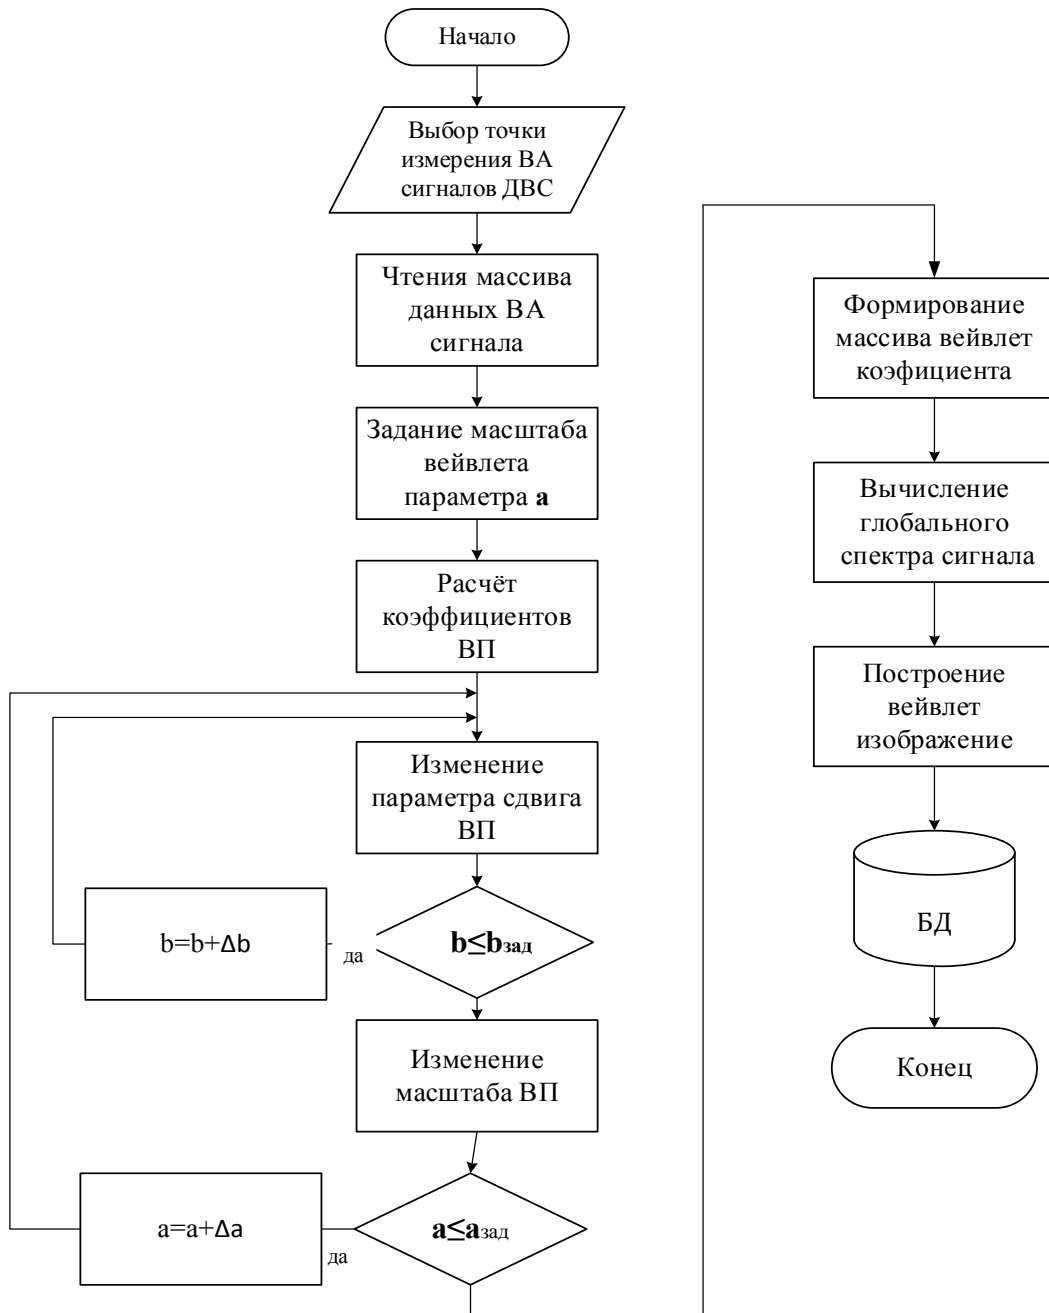 Начало
Выбор точки
измерения ВА
сигналов ДВС
Чтения массива
данных ВА
сигнала
Задание масштаба
вейвлета
параметра а
Расчёт
коэффициентов
ВП
Изменение
параметра сдвига
ВП
b≤bзад
да
b=b+Δb
Изменение
масштаба ВП
a≤aзад
да
a=a+Δa
Формирование
массива вейвлет
коэфициента
Вычисление
глобального
спектра сигнала
Построение
вейвлет
изображение
БД
Конец